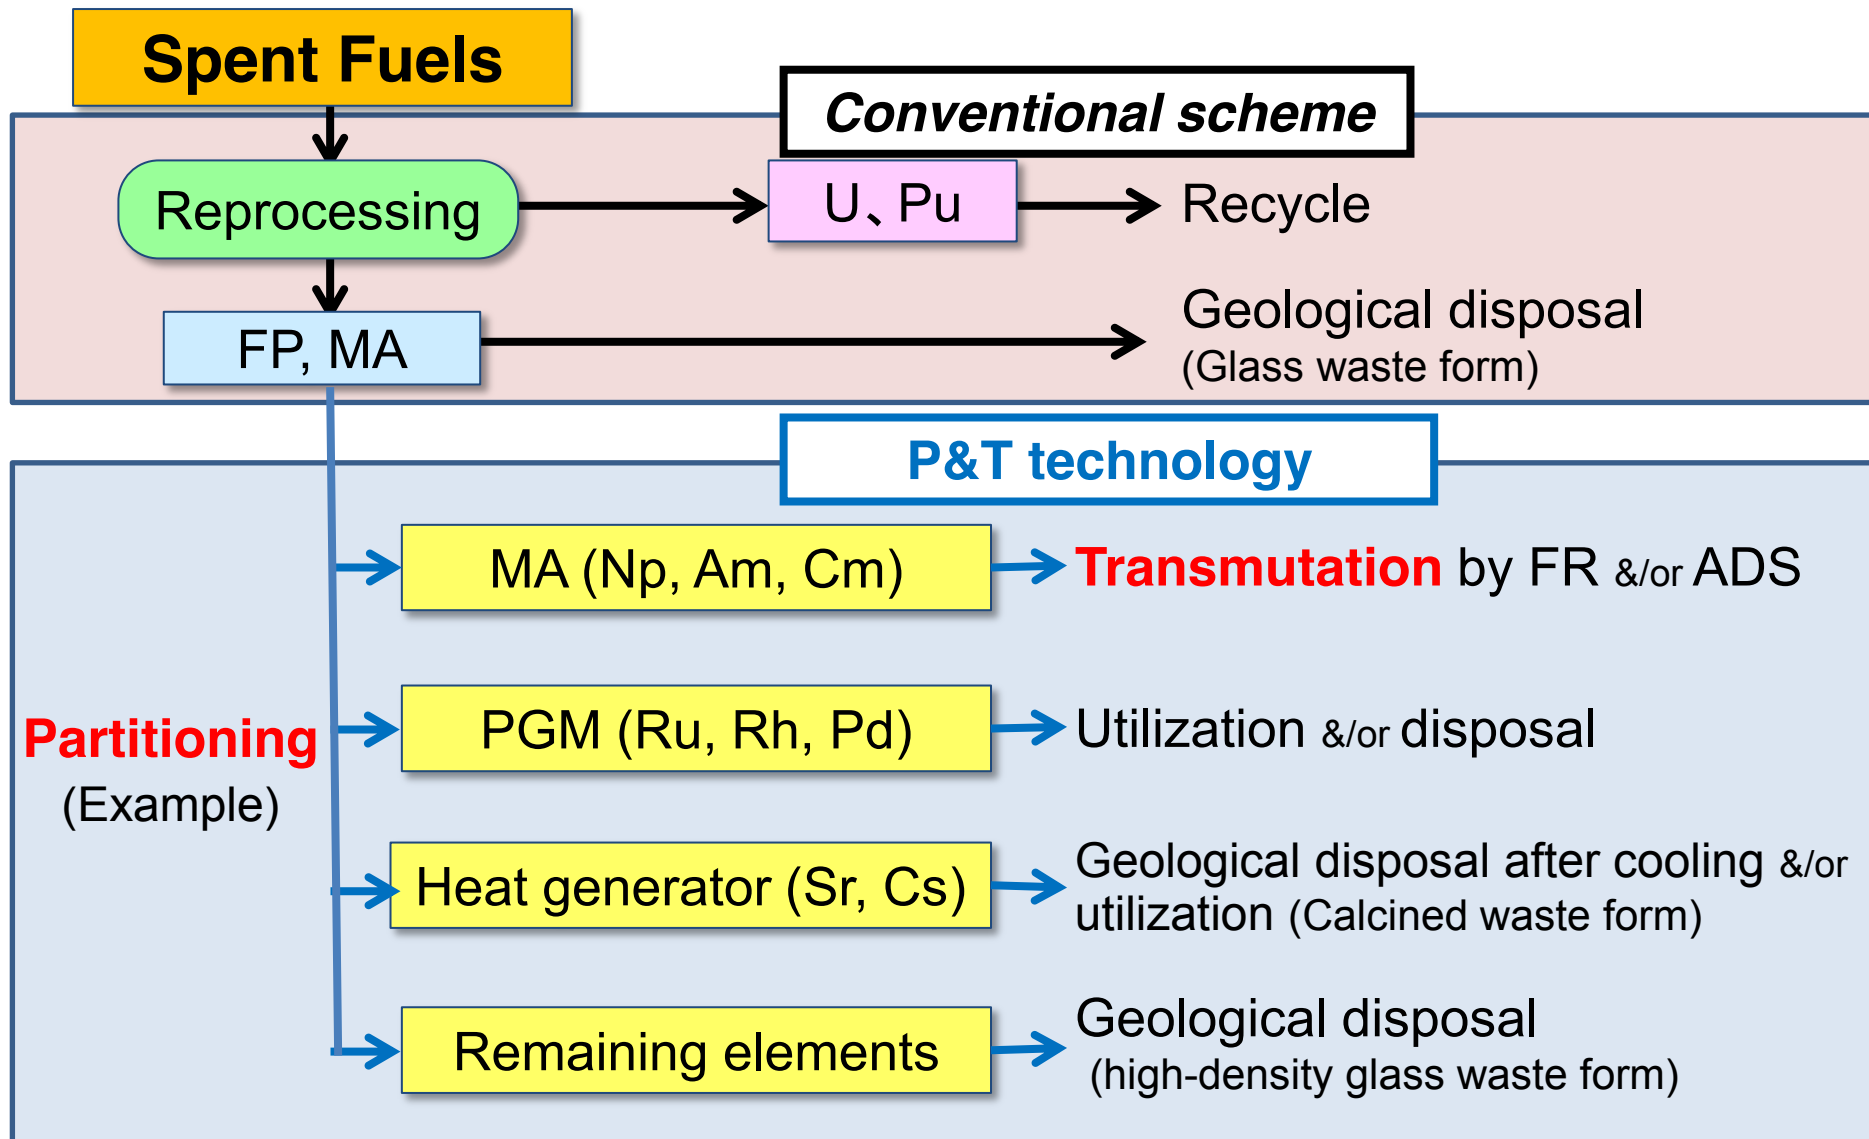 Spent Fuels
Conventional scheme
Reprocessing
U、Pu
Recycle
FP, MA
Geological disposal
(Glass waste form)
P&T technology
MA (Np, Am, Cm)
Transmutation by FR &/or ADS
Partitioning
(Example)
PGM (Ru, Rh, Pd)
Utilization &/or disposal
Heat generator (Sr, Cs)
Geological disposal after cooling &/or
utilization (Calcined waste form)
Remaining elements
Geological disposal
(high-density glass waste form)